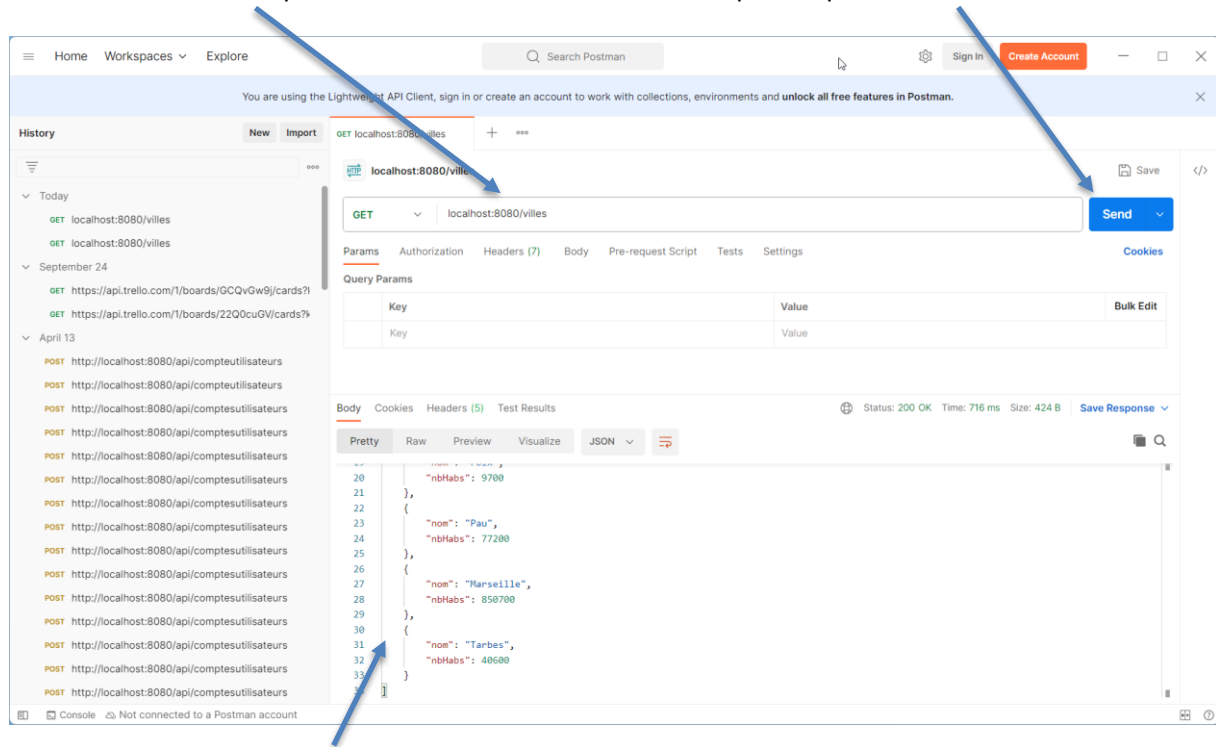 Home Workspaces Explore Search Postman Sign In Create Account
You are using the Lightweight API Client, sign in or create an account to work with collections, environments and unlock all free features in Postman.
History New Import GET localhost:8080/villes
HTTP localhost:8080/villes Save
Today
GET localhost:8080/villes
GET localhost:8080/villes
September 24
GET https://api.trello.com/1/boards/GCQvGw9j/cards?
GET https://api.trello.com/1/boards/22Q0cuGV/cards?
April 13
POST http://localhost:8080/api/compteutilisateurs
POST http://localhost:8080/api/comptesutilisateurs
POST http://localhost:8080/api/comptesutilisateurs
POST http://localhost:8080/api/comptesutilisateurs
POST http://localhost:8080/api/comptesutilisateurs
POST http://localhost:8080/api/comptesutilisateurs
POST http://localhost:8080/api/comptesutilisateurs
POST http://localhost:8080/api/comptesutilisateurs
POST http://localhost:8080/api/comptesutilisateurs
POST http://localhost:8080/api/comptesutilisateurs
POST http://localhost:8080/api/comptesutilisateurs
POST http://localhost:8080/api/comptesutilisateurs
POST http://localhost:8080/api/comptesutilisateurs
POST http://localhost:8080/api/comptesutilisateurs
POST http://localhost:8080/api/comptesutilisateurs
GET localhost:8080/villes Send
Params Authorization Headers (7) Body Pre-request Script Tests Settings Cookies
Query Params
Key Value Bulk Edit
Key Value
Body Cookies Headers (5) Test Results Status: 200 OK Time: 716 ms Size: 424 B Save Response
Pretty Raw Preview Visualize JSON
20 "nbHabs": 9700
21 },
22 {
23 "nom": "Pau",
24 "nbHabs": 77200
25 },
26 {
27 "nom": "Marseille",
28 "nbHabs": 850700
29 },
30 {
31 "nom": "Tarbes",
32 "nbHabs": 40600
33 }
]
Console Not connected to a Postman account